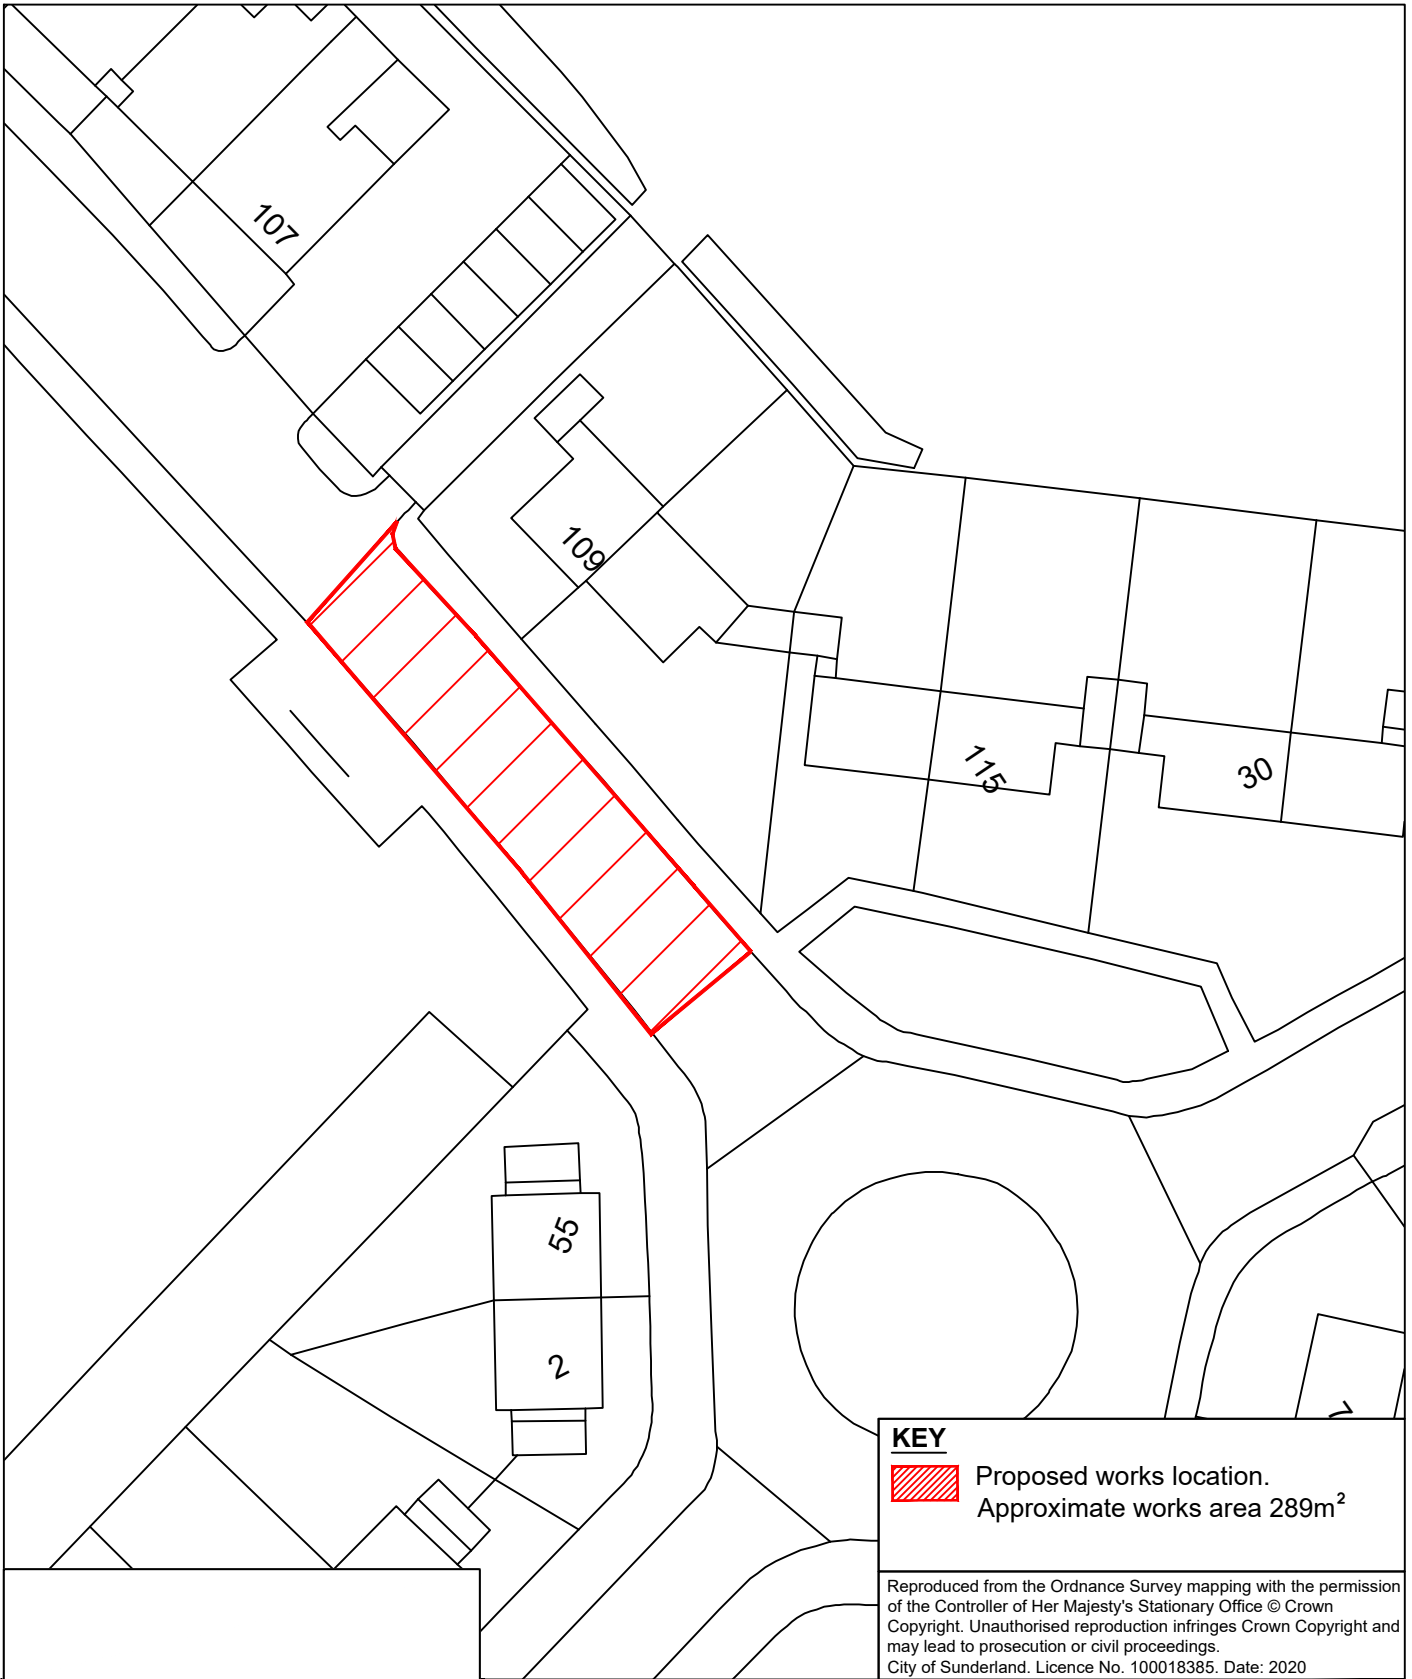 107
109
115
30
55
2
7
KEY
Proposed works location.
Approximate works area 289m²
Reproduced from the Ordnance Survey mapping with the permission
of the Controller of Her Majesty's Stationary Office © Crown
Copyright. Unauthorised reproduction infringes Crown Copyright and
may lead to prosecution or civil proceedings.
City of Sunderland. Licence No. 100018385. Date: 2020